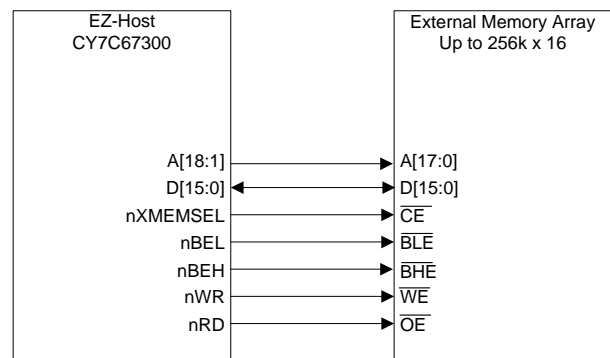 EZ-Host
CY7C67300
External Memory Array
Up to 256k x 16
A[18:1]
A[17:0]
D[15:0]
D[15:0]
nXMEMSEL
CE
nBEL
BLE
nBEH
BHE
nWR
WE
nRD
OE